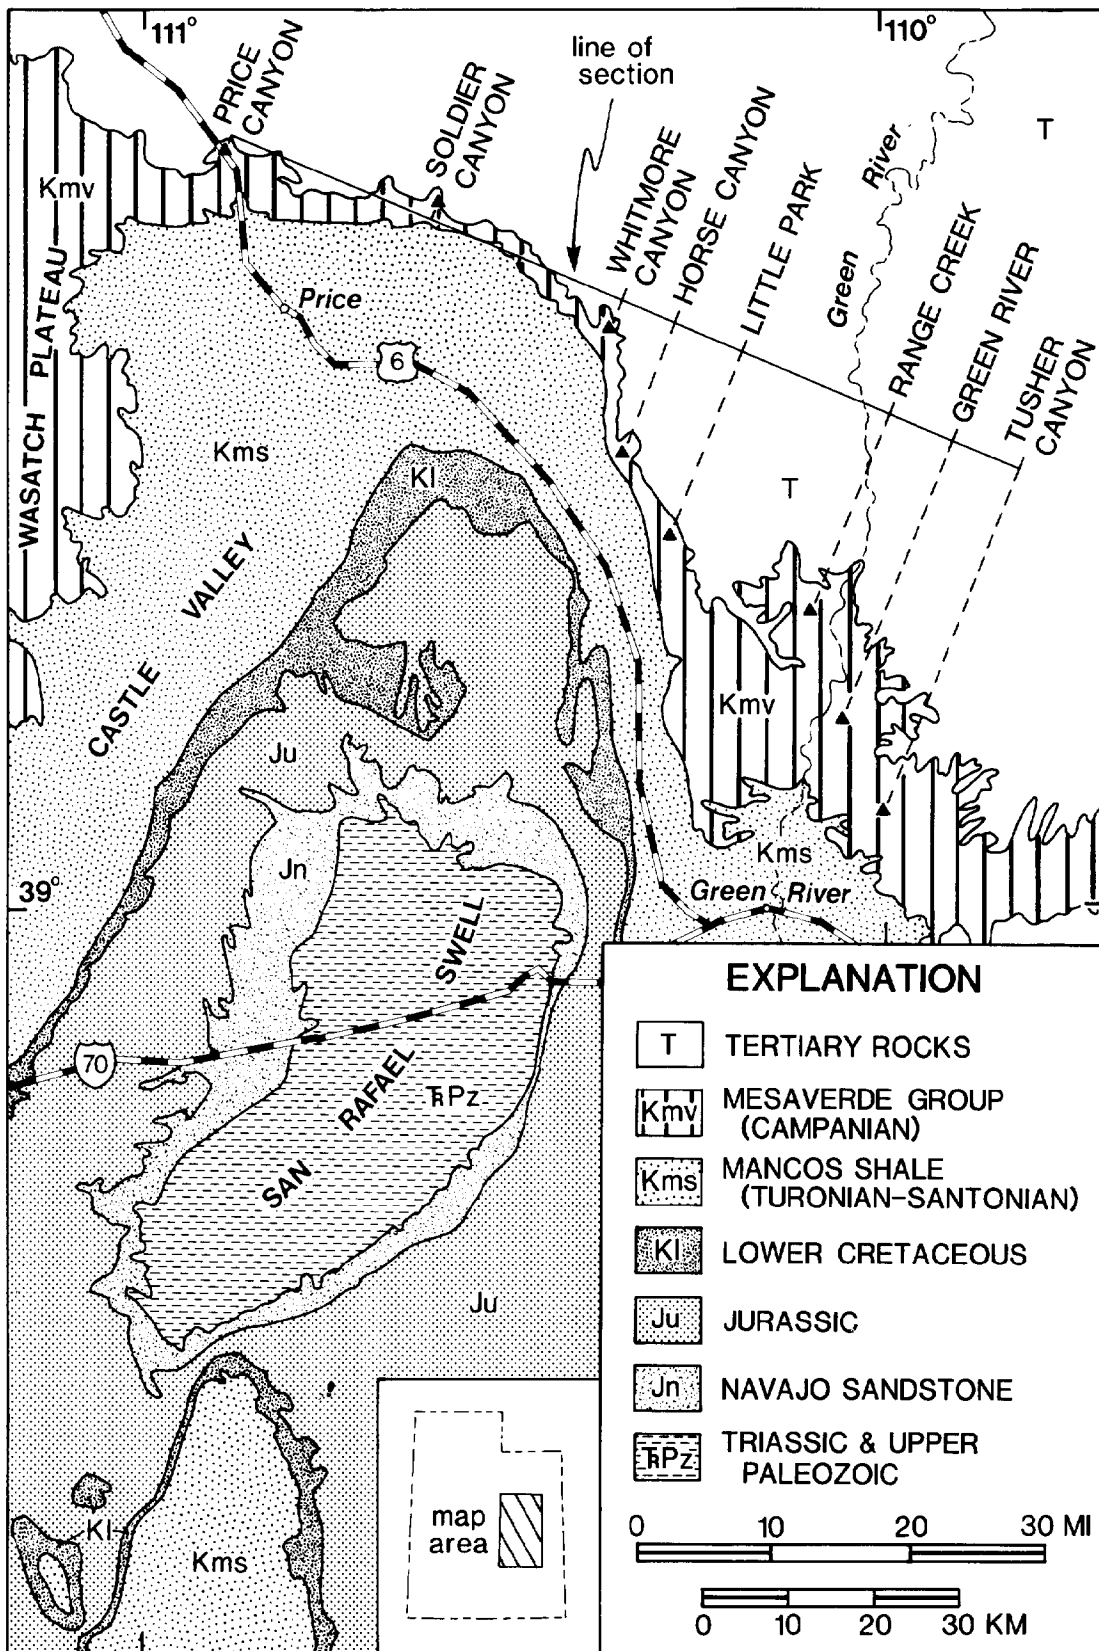 111°
110°
line of
section
PRICE
CANYON
SOLDIER
CANYON
WHITMORE
CANYON
HORSE CANYON
LITTLE PARK
Green River
RANGE CREEK
GREEN RIVER
TUSHER
CANYON
T
Kmv
WASATCH PLATEAU
Price
6
Kms
Kl
T
CASTLE VALLEY
Kmv
Ju
Jn
Kms
Green River
39°
SAN RAFAEL SWELL
70
ꞦPz
Ju
Kl
Kms
map
area
EXPLANATION
T TERTIARY ROCKS
Kmv MESAVERDE GROUP
(CAMPANIAN)
Kms MANCOS SHALE
(TURONIAN-SANTONIAN)
Kl LOWER CRETACEOUS
Ju JURASSIC
Jn NAVAJO SANDSTONE
ꞦPz TRIASSIC & UPPER
PALEOZOIC
0 10 20 30 MI
0 10 20 30 KM